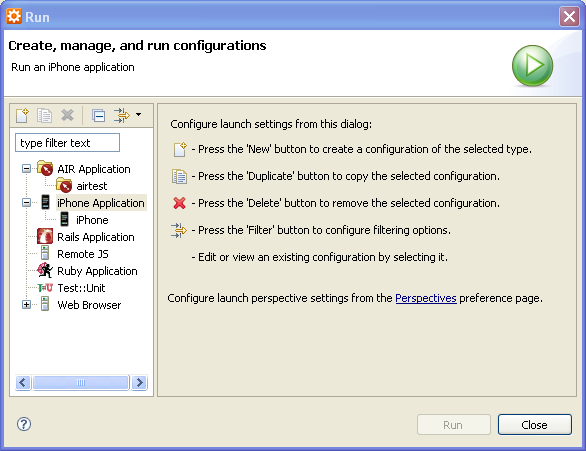 Run
Create, manage, and run configurations
Run an iPhone application
type filter text
AIR Application
airtest
iPhone Application
iPhone
Rails Application
Remote JS
Ruby Application
Test::Unit
Web Browser
Configure launch settings from this dialog:
- Press the 'New' button to create a configuration of the selected type.
- Press the 'Duplicate' button to copy the selected configuration.
- Press the 'Delete' button to remove the selected configuration.
- Press the 'Filter' button to configure filtering options.
- Edit or view an existing configuration by selecting it.
Configure launch perspective settings from the Perspectives preference page.
Run
Close